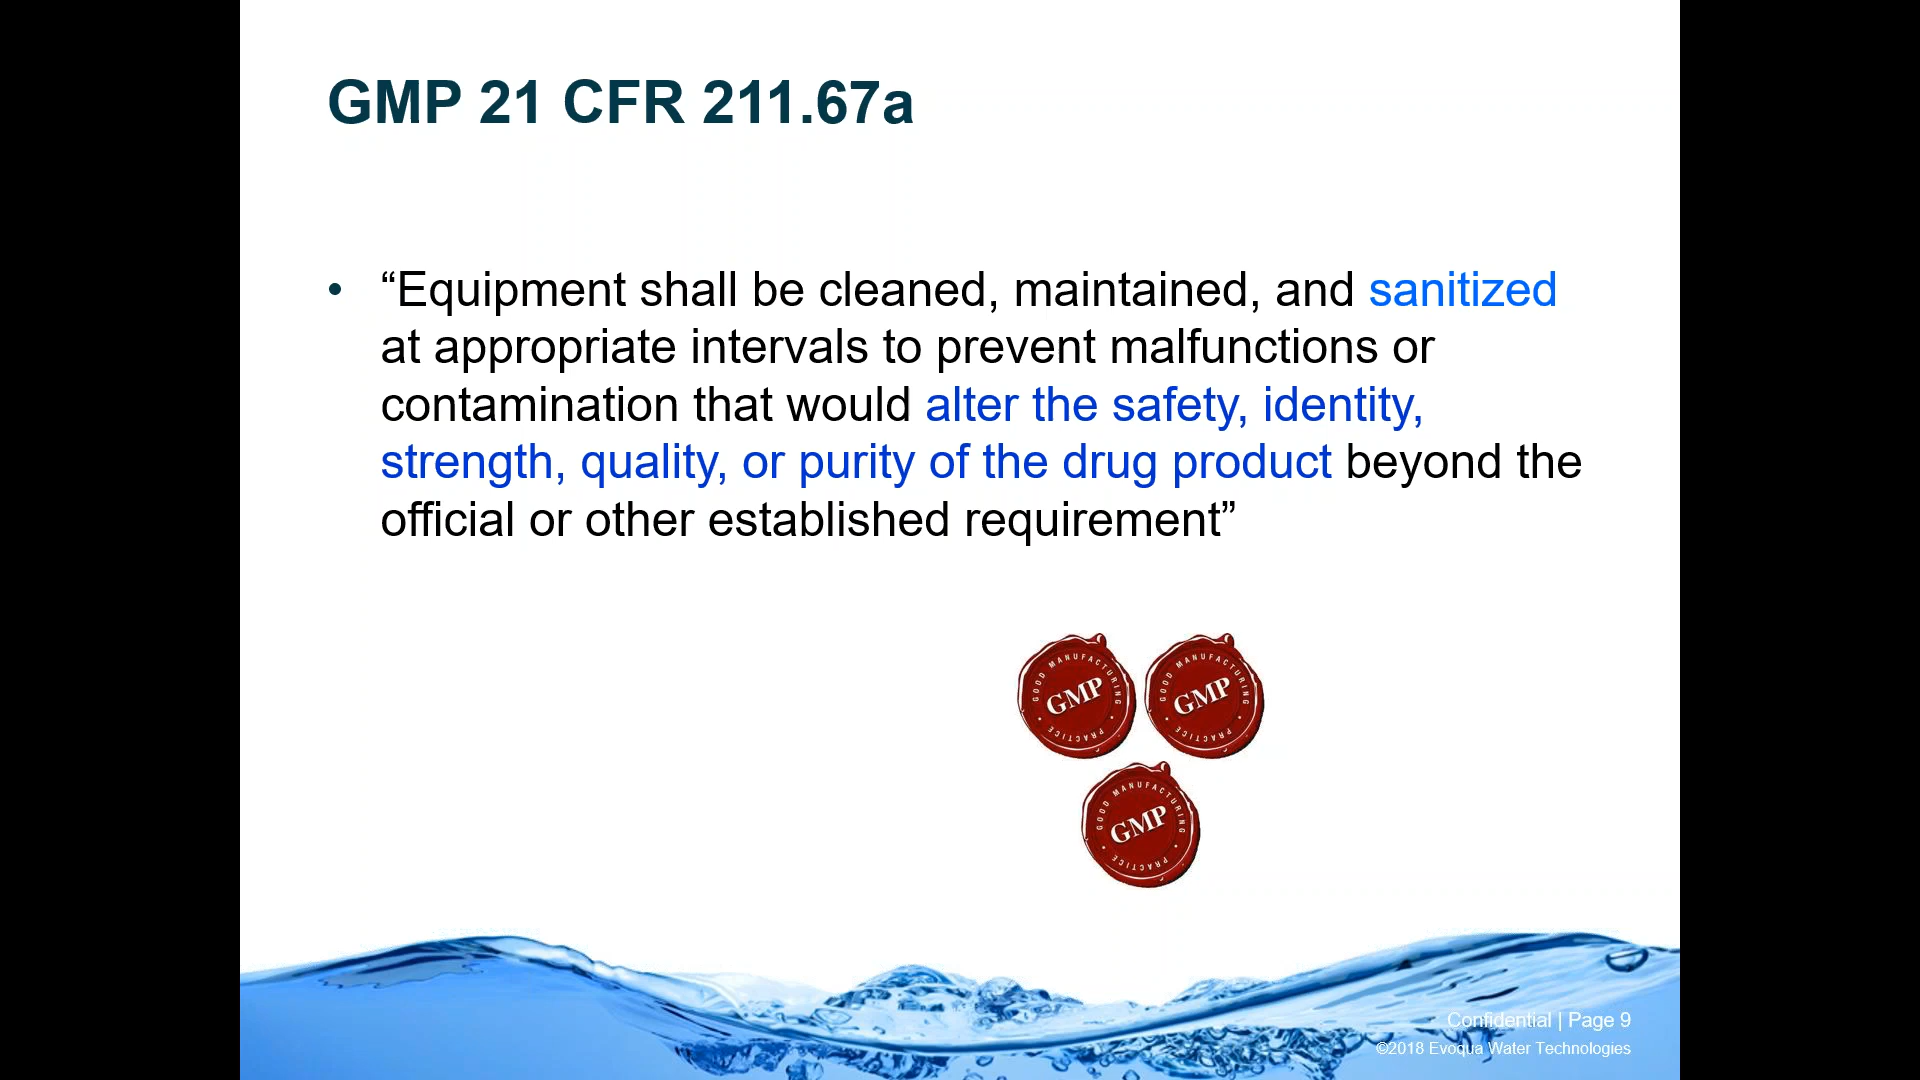 GMP 21 CFR 211.67a
• “Equipment shall be cleaned, maintained, and sanitized
at appropriate intervals to prevent malfunctions or
contamination that would alter the safety, identity,
strength, quality, or purity of the drug product beyond the
official or other established requirement”
GOOD MANUFACTURING
GMP
PRACTICE
GOOD MANUFACTURING
GMP
PRACTICE
GOOD MANUFACTURING
GMP
PRACTICE
Confidential | Page 9
©2018 Evoqua Water Technologies